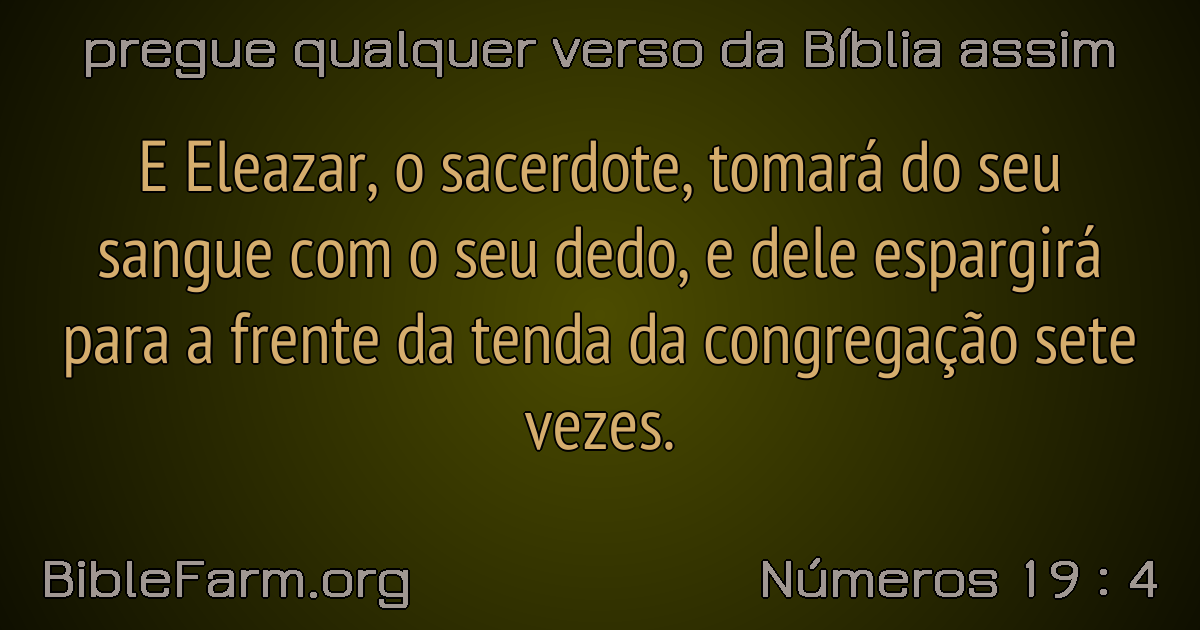 pregue qualquer verso da Bíblia assim
E Eleazar, o sacerdote, tomará do seu
sangue com o seu dedo, e dele espargirá
para a frente da tenda da congregação sete
vezes.
BibleFarm.org
Números 19 : 4